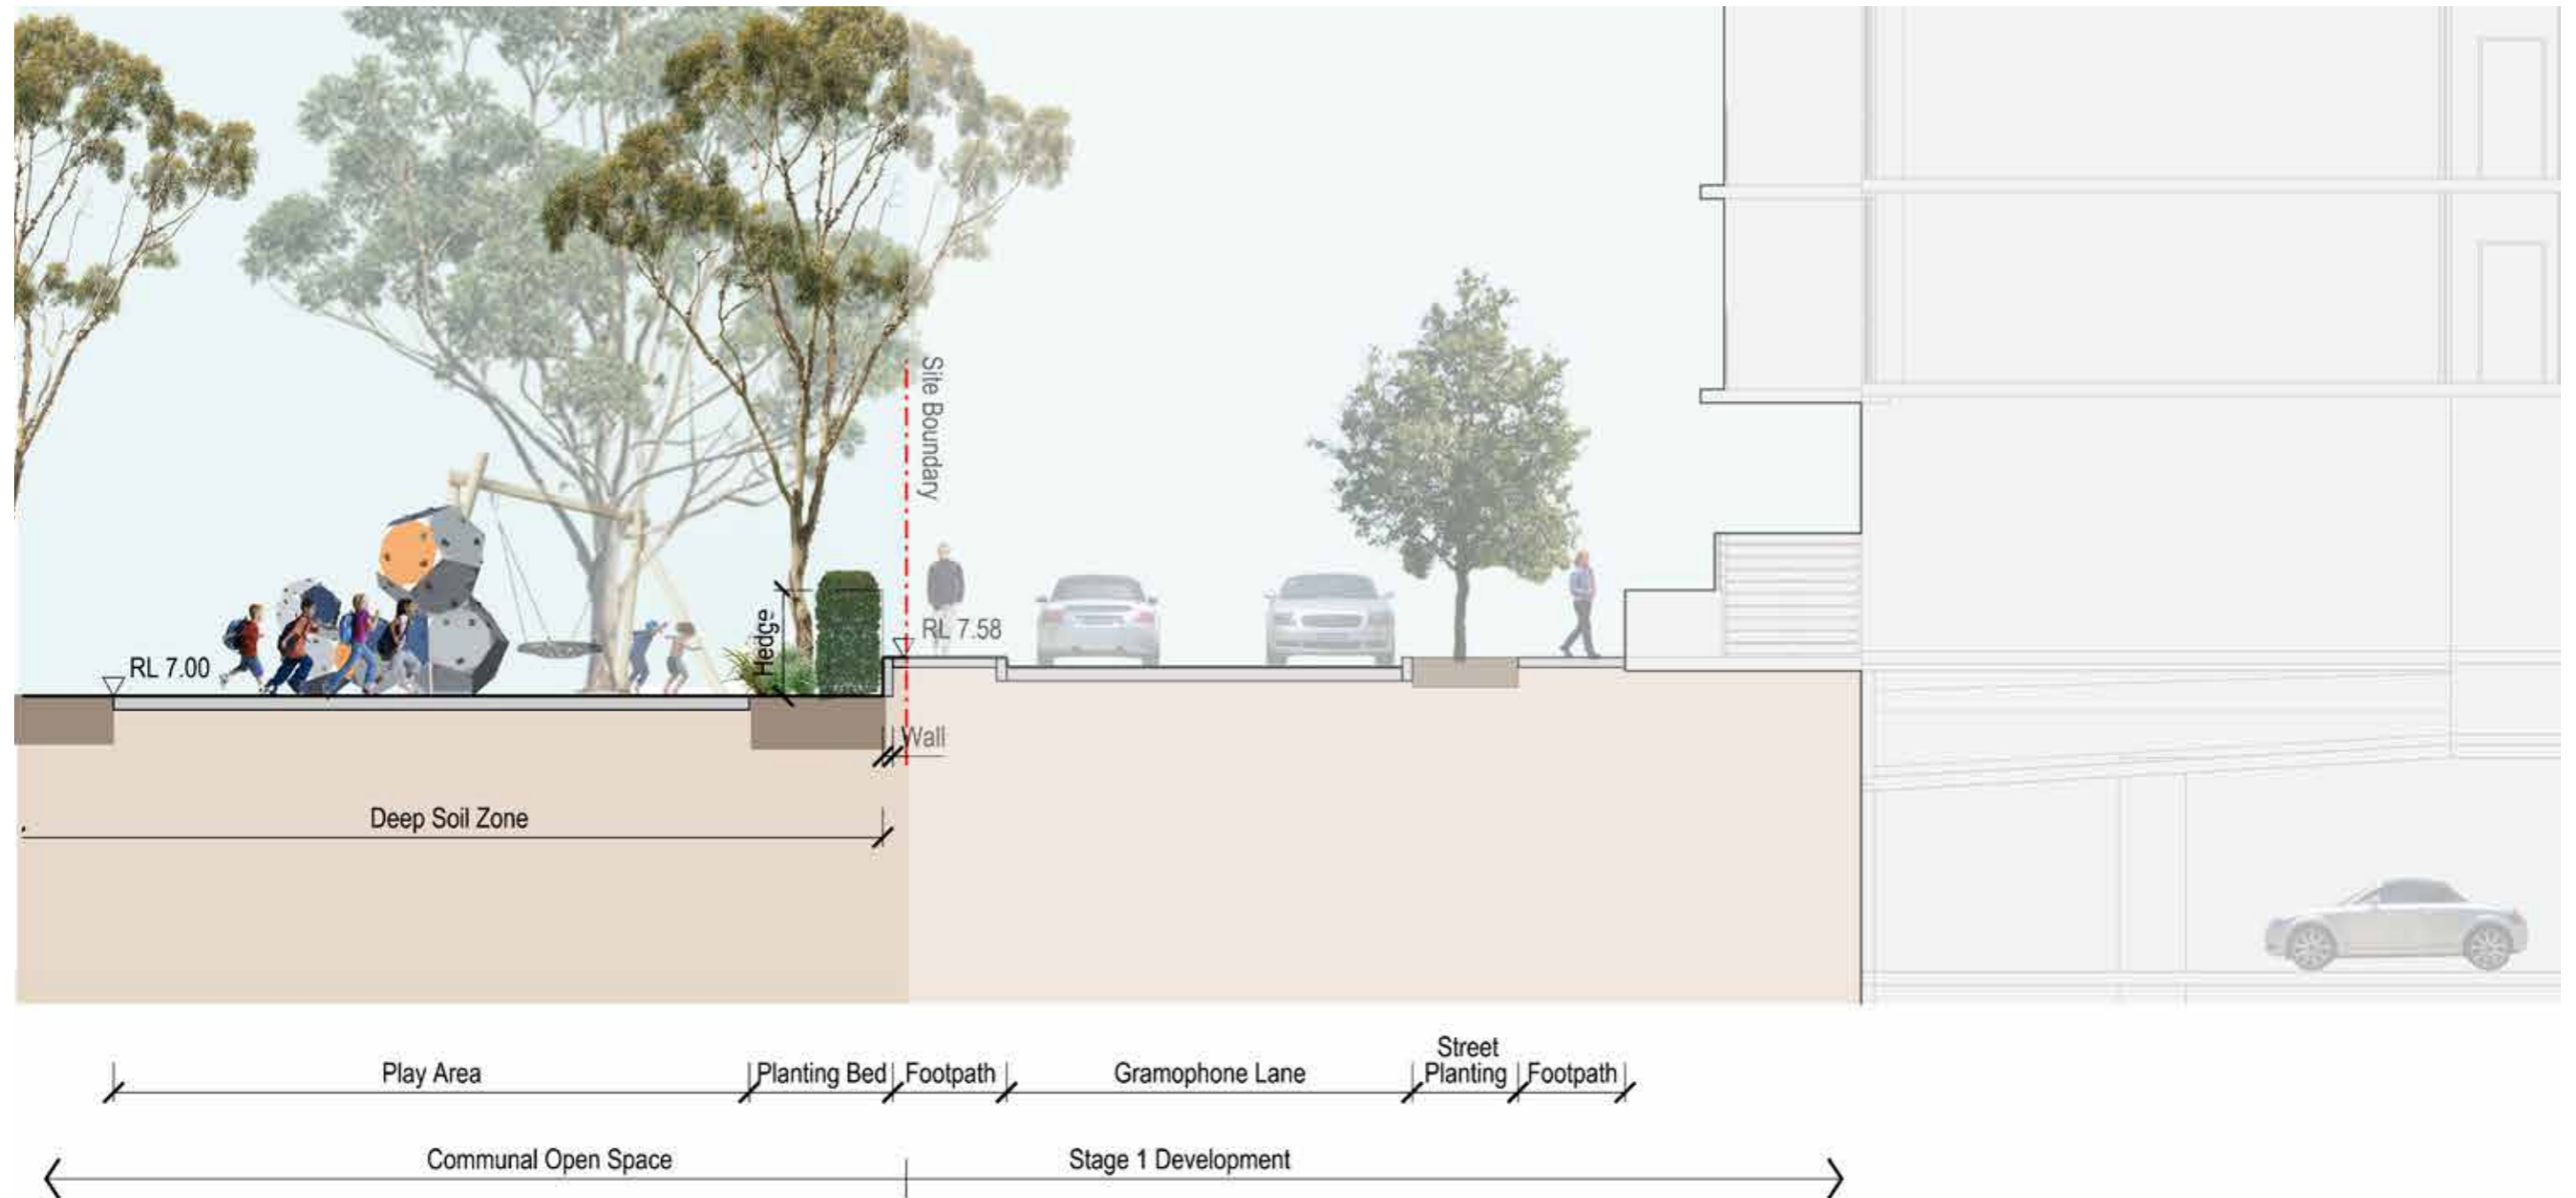 Site Boundary
Hedge
RL 7.58
RL 7.00
Wall
Deep Soil Zone
Play Area
Planting Bed
Footpath
Gramophone Lane
Street
Planting
Footpath
Communal Open Space
Stage 1 Development